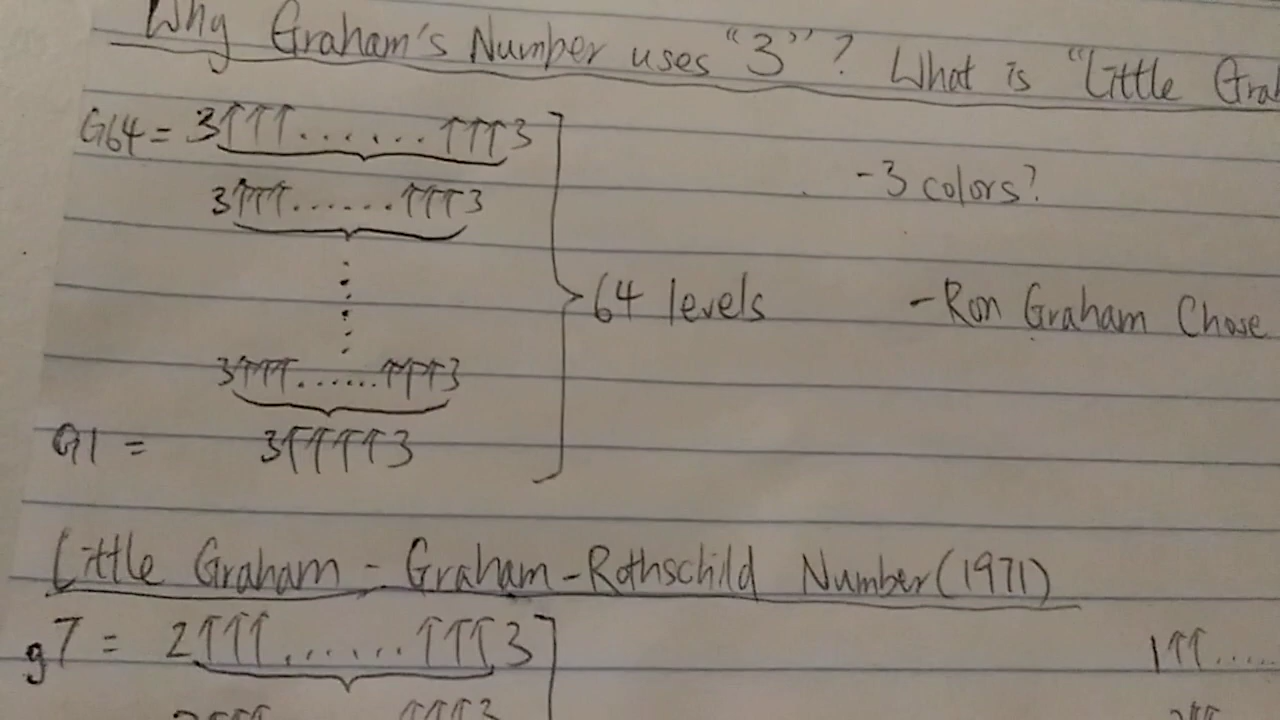 Why Graham's Number uses "3"? What is "Little Gra
G64 = 3↑↑↑.......↑↑↑3
3↑↑↑.......↑↑↑3
-3 colors?
64 levels
-Ron Graham Chose
3↑↑↑.......↑↑↑3
G1 = 3↑↑↑↑3
Little Graham - Graham-Rothschild Number (1971)
g7 = 2↑↑↑.......↑↑↑3
1↑↑.....